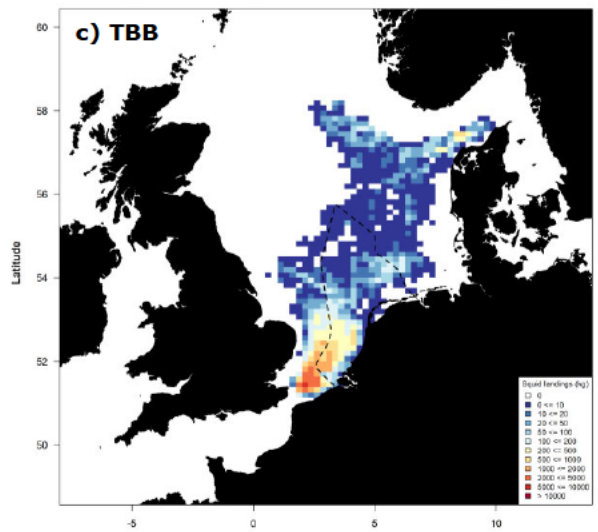 c) TBB
60
58
56
54
52
50
Latitude
-5
0
5
10
Squid landings (kg)
0
0 <= 10
10 <= 20
20 <= 50
50 <= 100
100 <= 200
200 <= 500
500 <= 1000
1000 <= 2000
2000 <= 5000
5000 <= 10000
> 10000